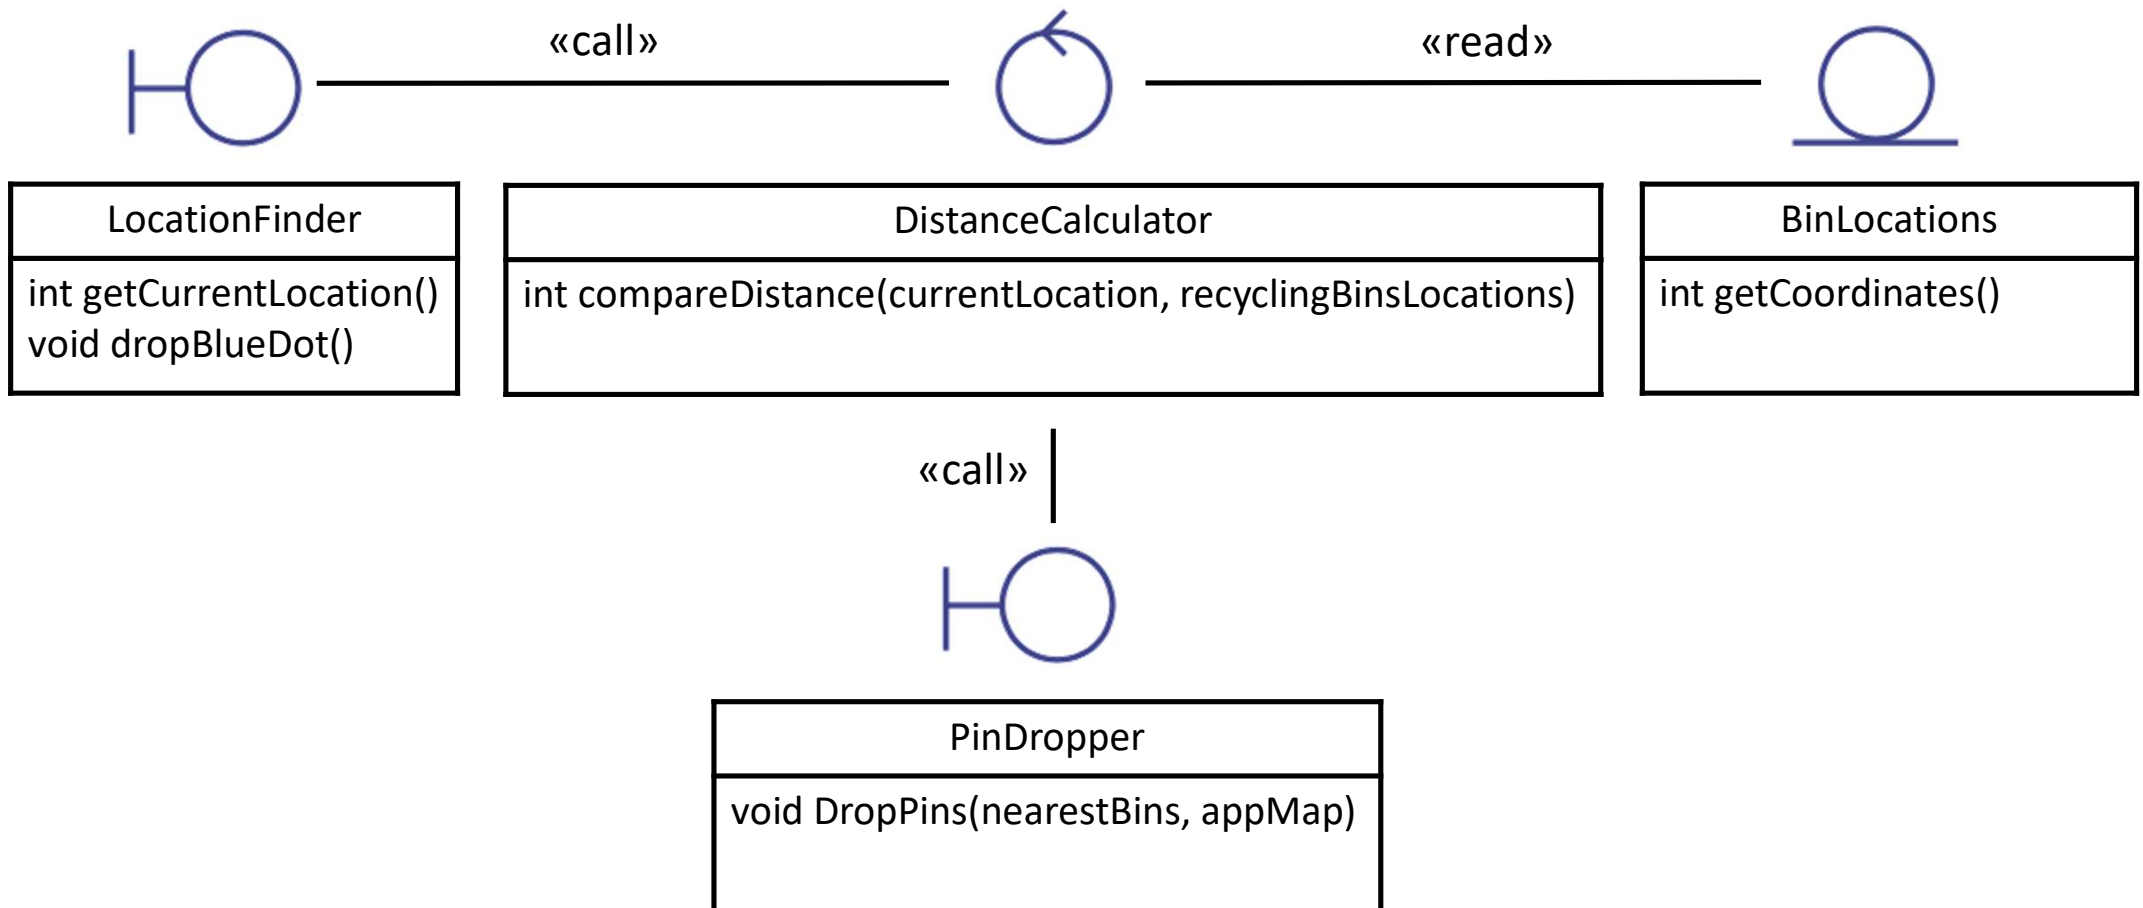 «call»
«read»
LocationFinder
int getCurrentLocation()
void dropBlueDot()
DistanceCalculator
int compareDistance(currentLocation, recyclingBinsLocations)
BinLocations
int getCoordinates()
«call»
PinDropper
void DropPins(nearestBins, appMap)